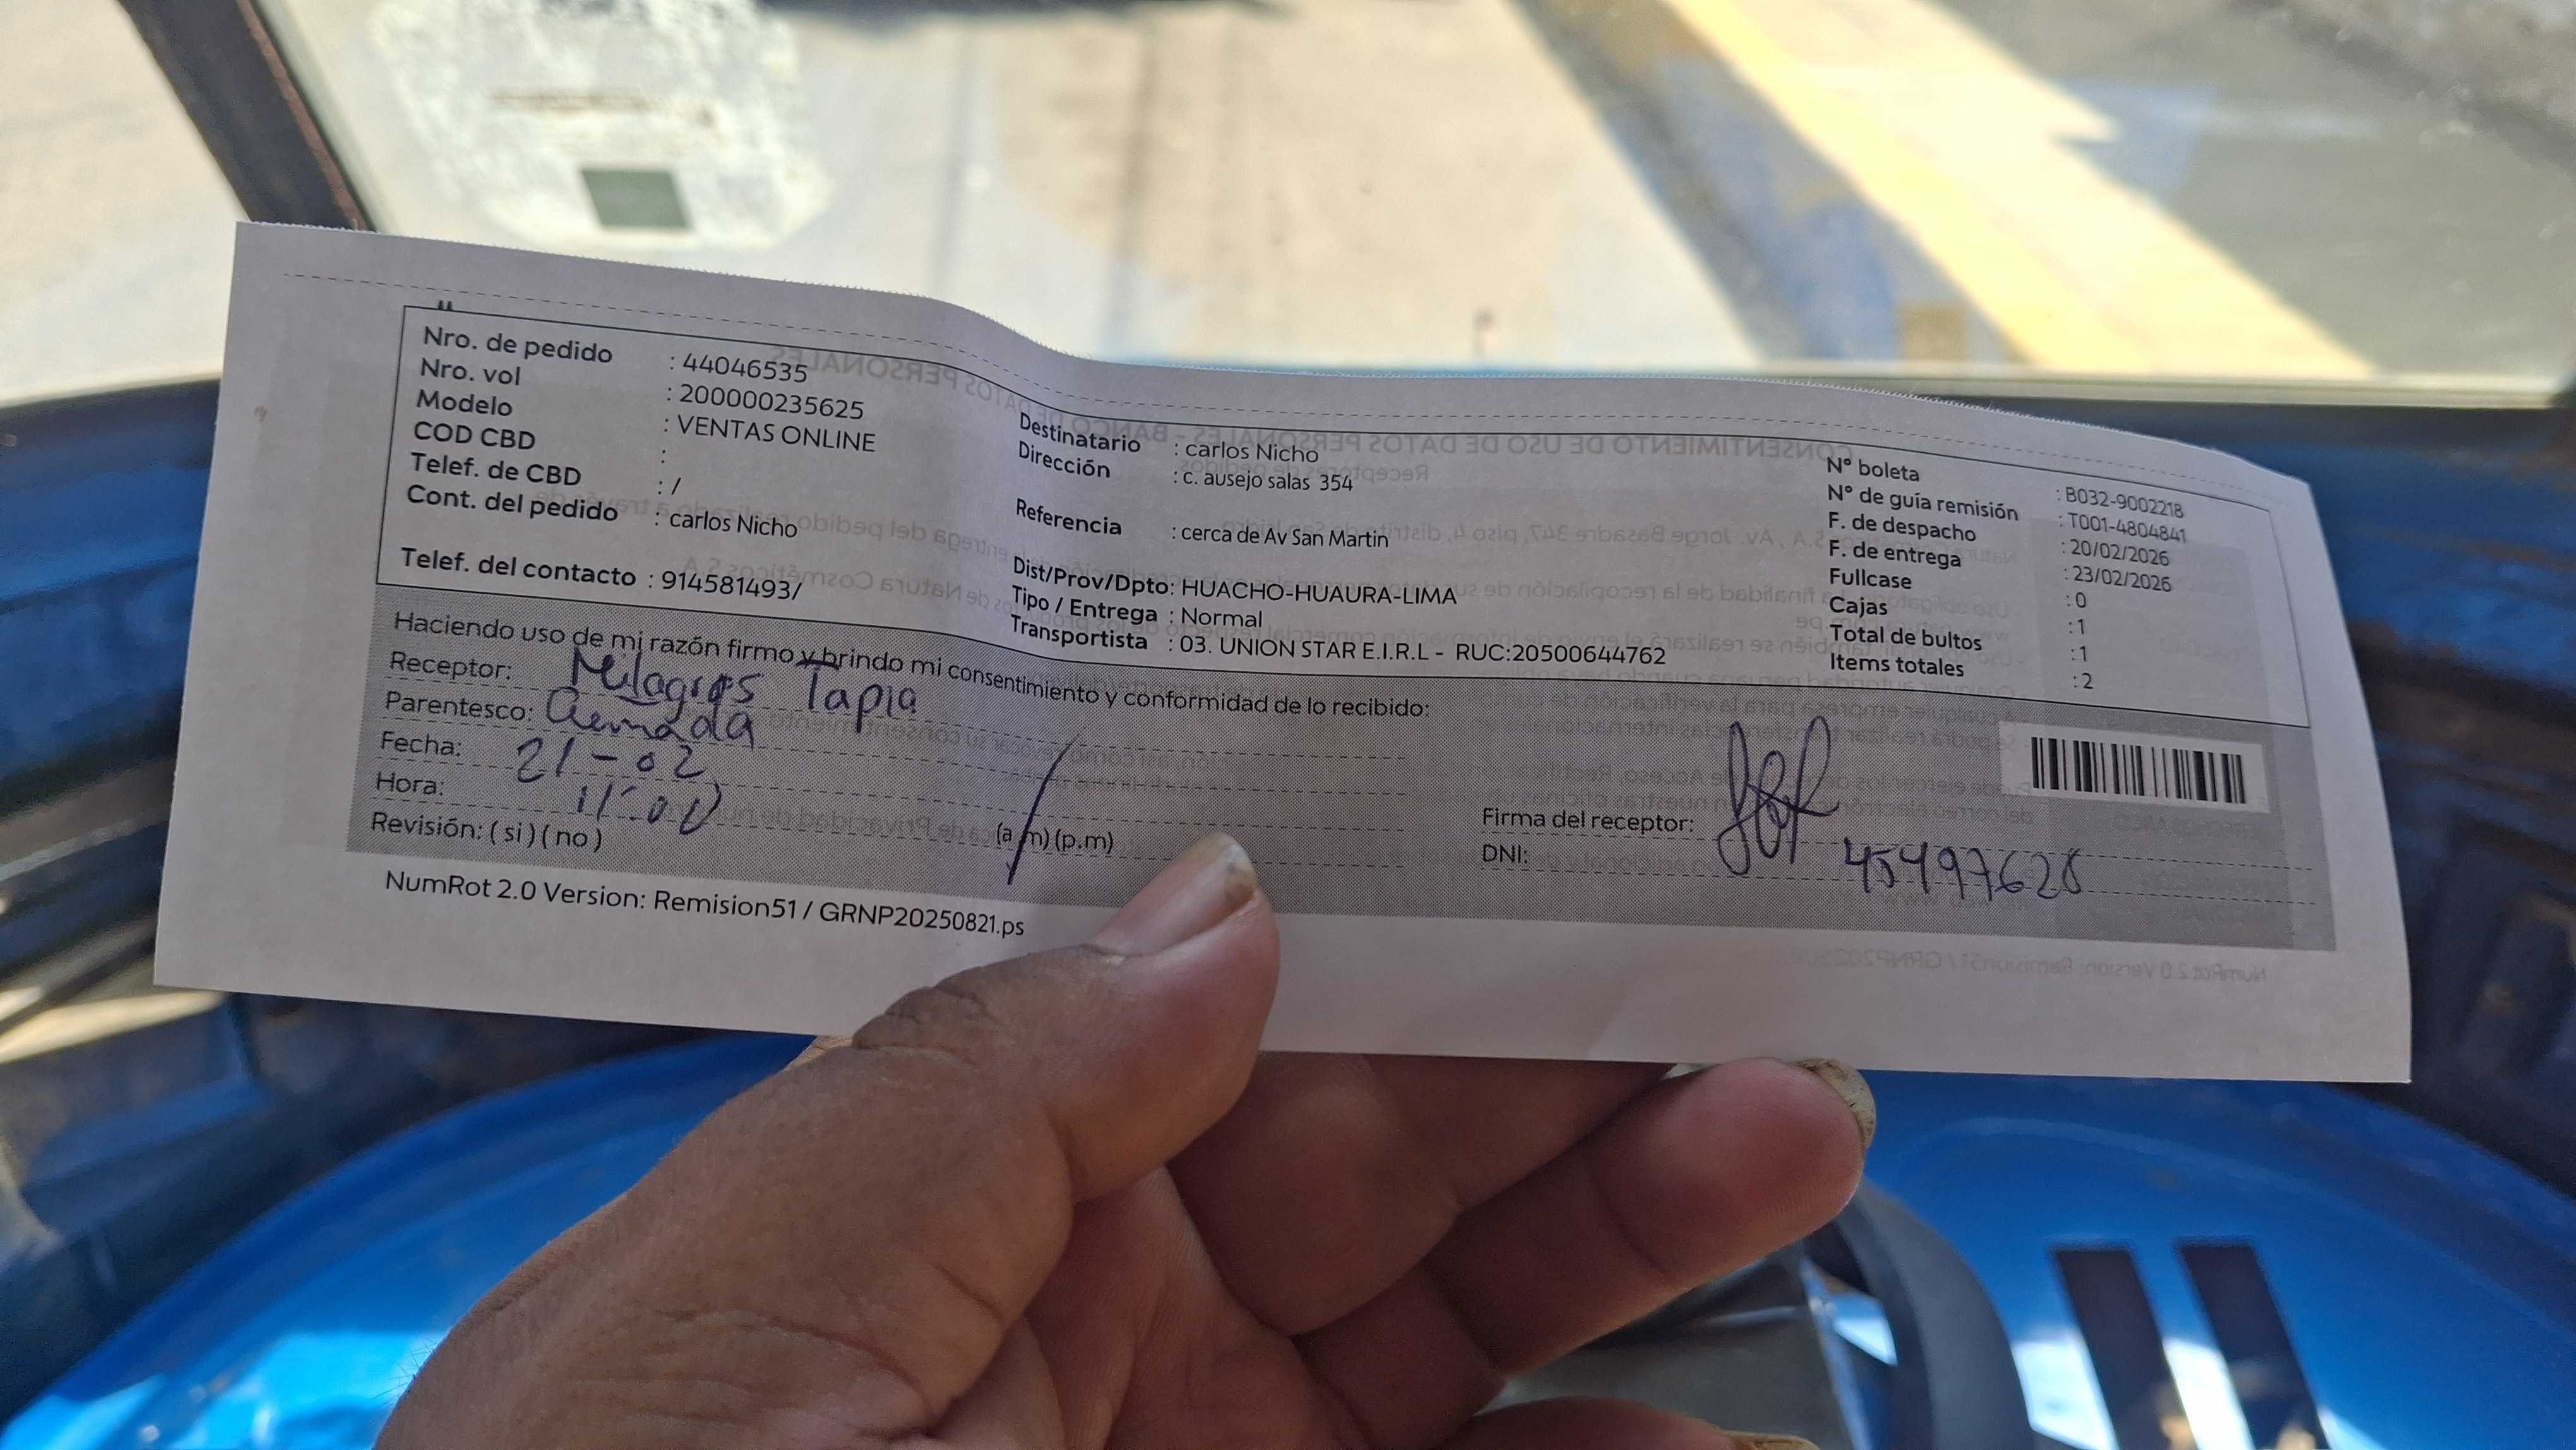 Nro. de pedido : 44046535
Nro. vol : 200000235625
Modelo : VENTAS ONLINE
COD CBD :
Telef. de CBD : /
Cont. del pedido : carlos Nicho
Telef. del contacto : 914581493/
Destinatario : carlos Nicho
Dirección : c. ausejo salas 354
Referencia : cerca de Av San Martin
Dist/Prov/Dpto: HUACHO-HUAURA-LIMA
Tipo / Entrega : Normal
Transportista : 03. UNION STAR E.I.R.L - RUC:20500644762
N° boleta : B032-9002218
N° de guía remisión : T001-4804841
F. de despacho : 20/02/2026
F. de entrega : 23/02/2026
Fullcase : 0
Cajas : 1
Total de bultos : 1
Items totales : 2
Haciendo uso de mi razón firmo y brindo mi consentimiento y conformidad de lo recibido:
Receptor: Milagros Tapia
Parentesco:
Fecha: 21-02
Hora: 11:00 (a.m)(p.m)
Revisión: ( si ) ( no )
Firma del receptor:
DNI: 45497628
NumRot 2.0 Version: Remision51 / GRNP20250821.ps